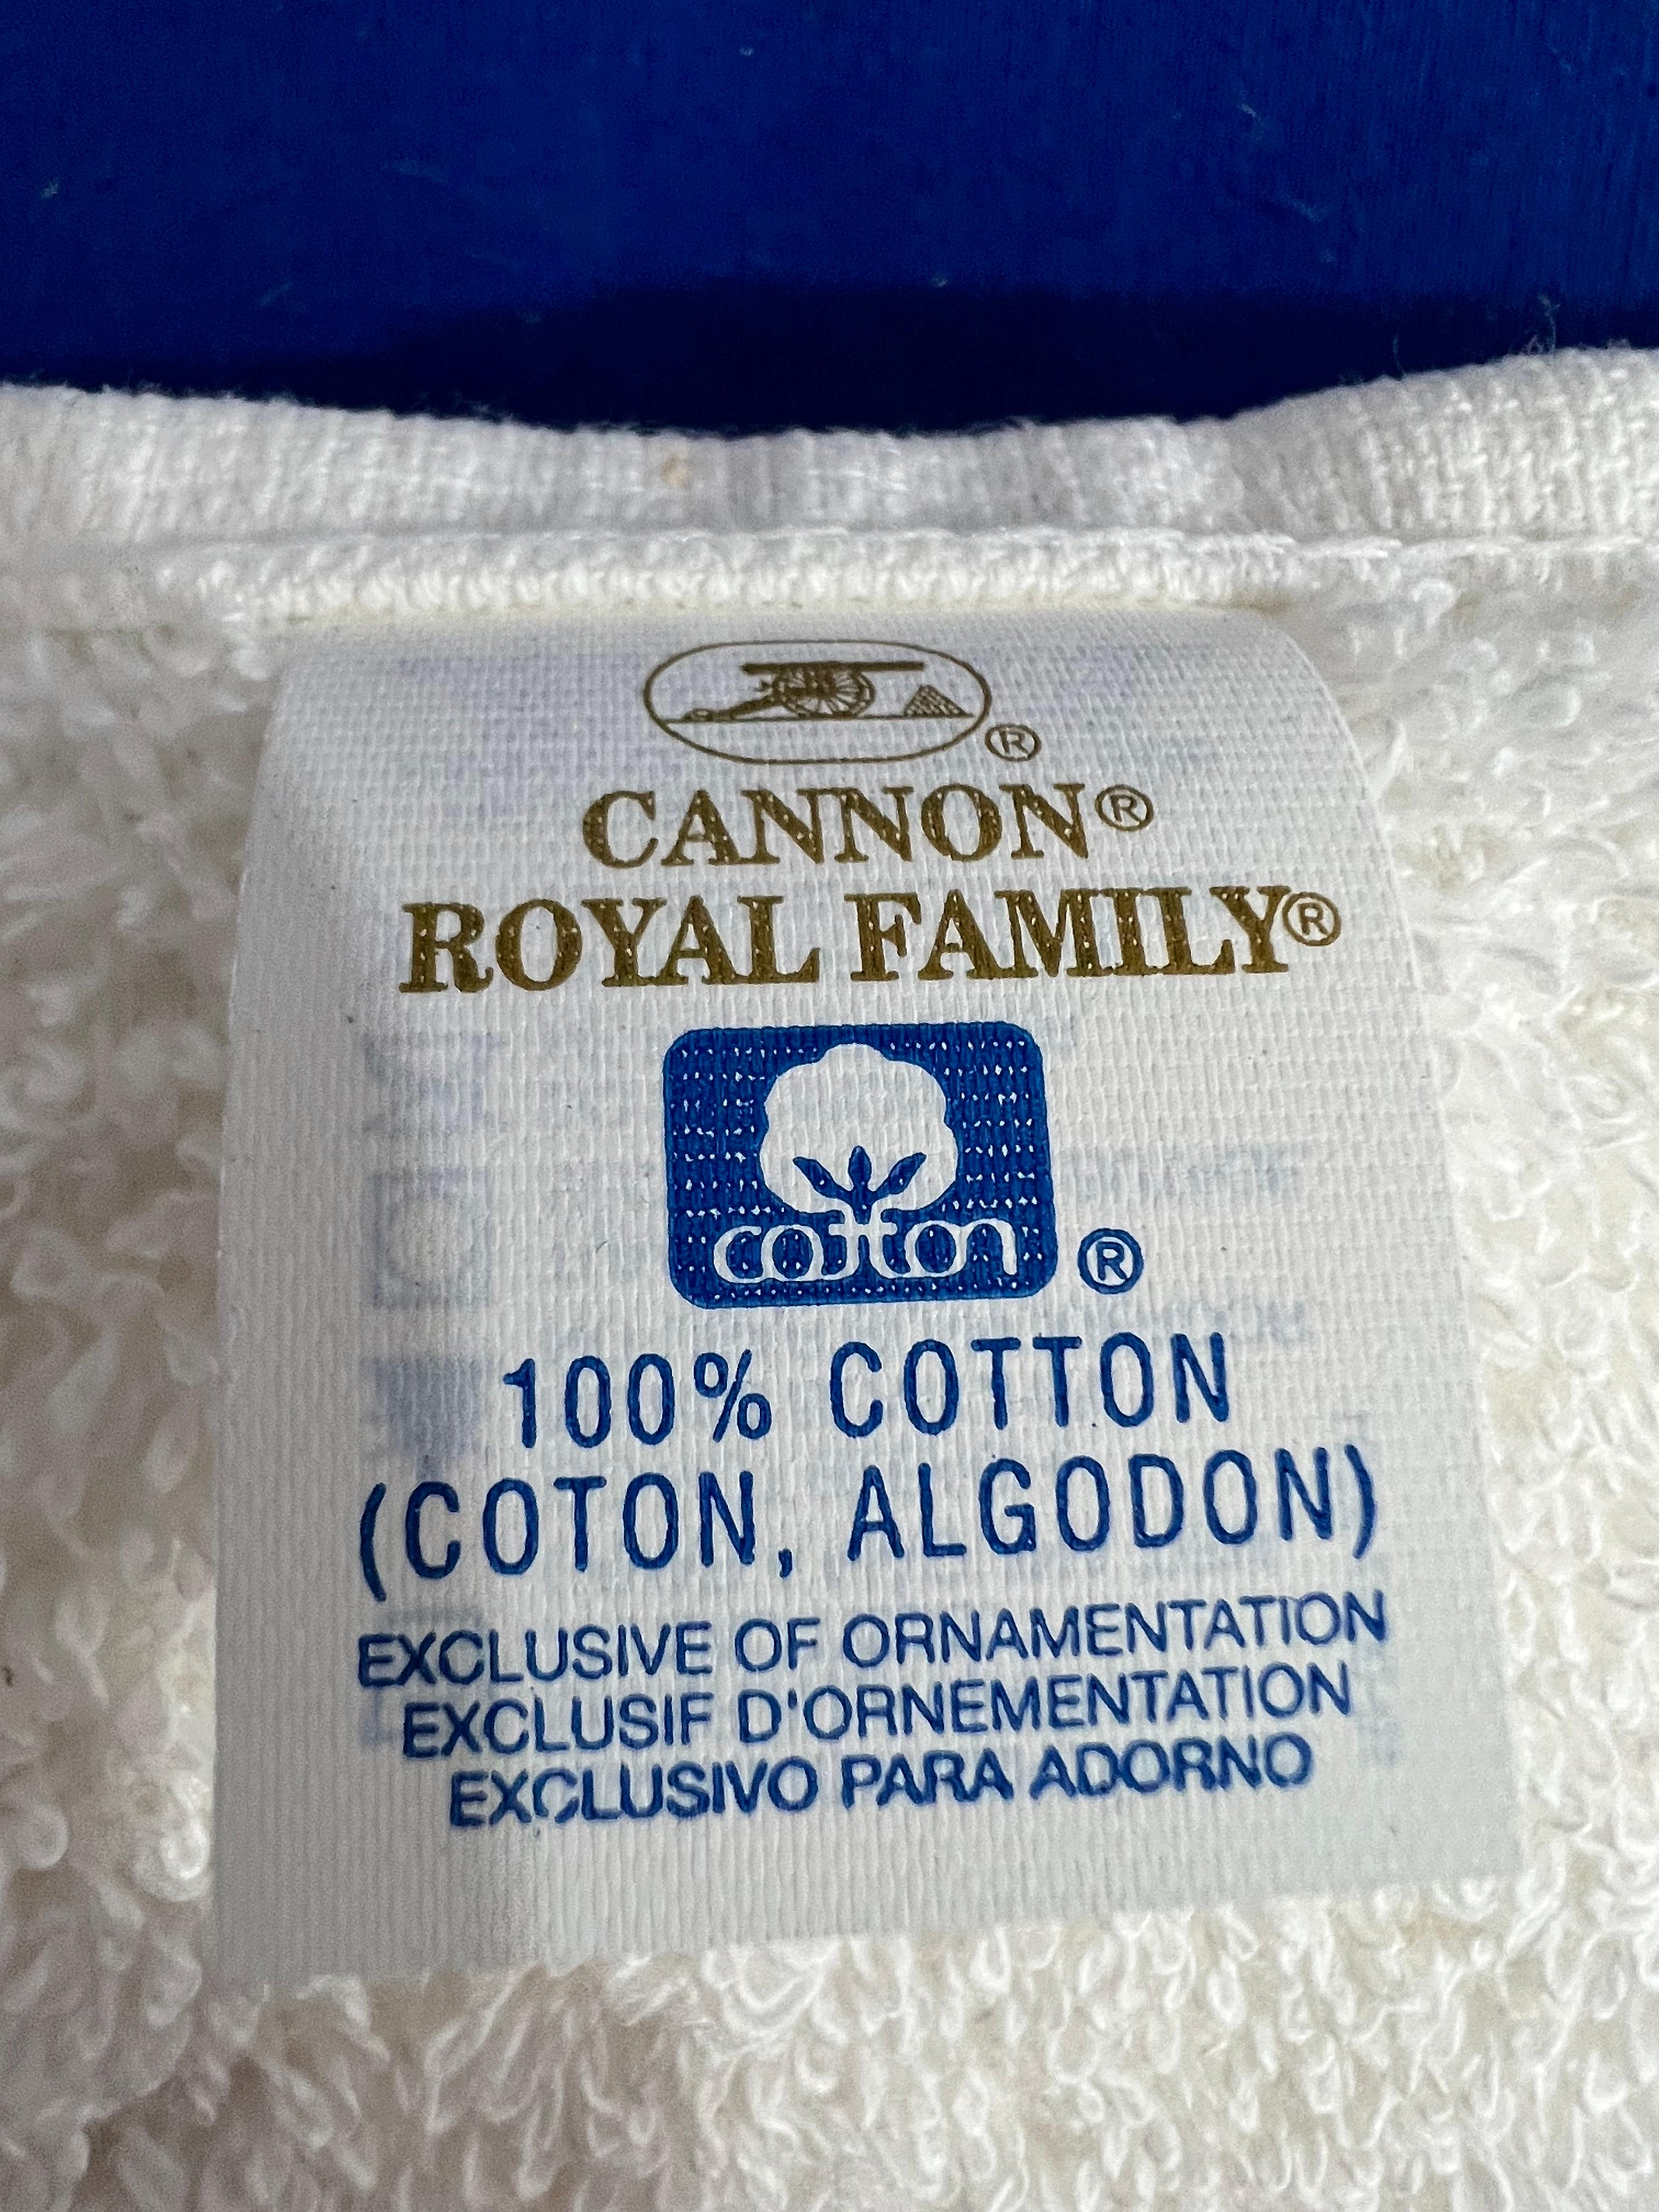 ®
CANNON®
ROYAL FAMILY®
cotton ®
100% COTTON
(COTON, ALGODON)
EXCLUSIVE OF ORNAMENTATION
EXCLUSIF D'ORNEMENTATION
EXCLUSIVO PARA ADORNO